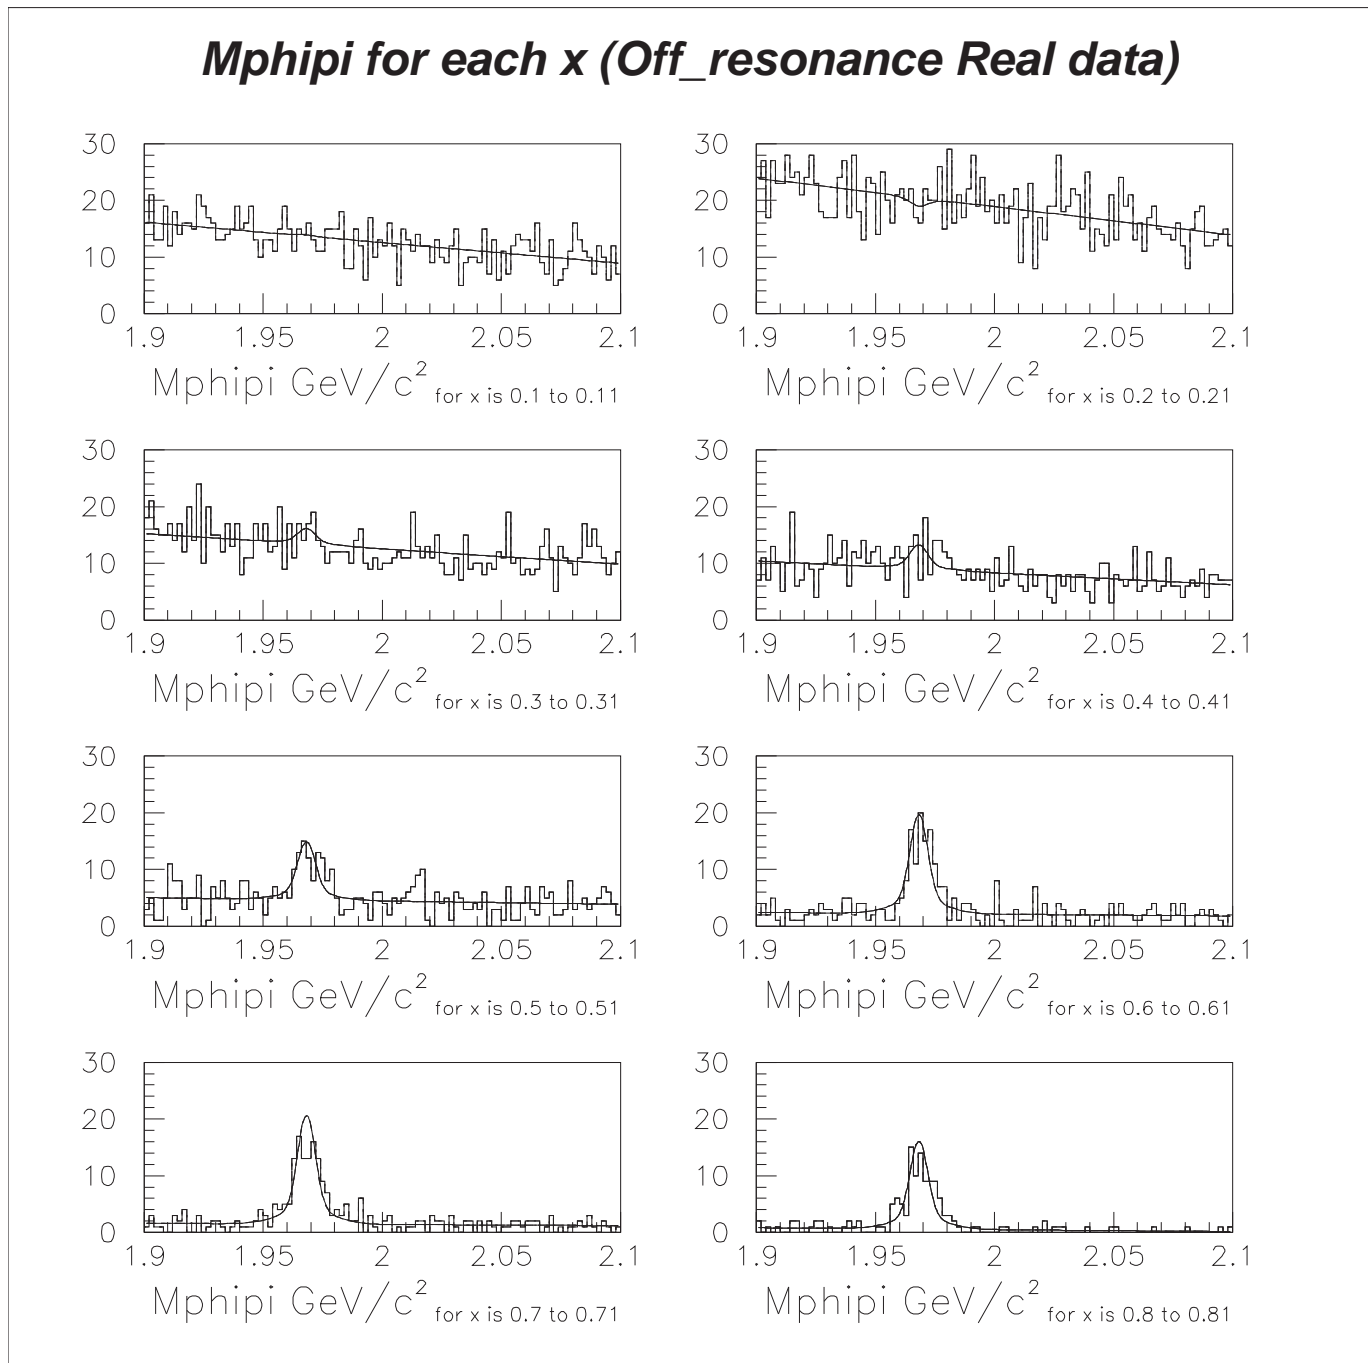 Mphipi for each x (Off_resonance Real data)
30
20
10
0
1.9 1.95 2 2.05 2.1
Mphipi GeV/c² for x is 0.1 to 0.11
30
20
10
0
1.9 1.95 2 2.05 2.1
Mphipi GeV/c² for x is 0.2 to 0.21
30
20
10
0
1.9 1.95 2 2.05 2.1
Mphipi GeV/c² for x is 0.3 to 0.31
30
20
10
0
1.9 1.95 2 2.05 2.1
Mphipi GeV/c² for x is 0.4 to 0.41
30
20
10
0
1.9 1.95 2 2.05 2.1
Mphipi GeV/c² for x is 0.5 to 0.51
30
20
10
0
1.9 1.95 2 2.05 2.1
Mphipi GeV/c² for x is 0.6 to 0.61
30
20
10
0
1.9 1.95 2 2.05 2.1
Mphipi GeV/c² for x is 0.7 to 0.71
30
20
10
0
1.9 1.95 2 2.05 2.1
Mphipi GeV/c² for x is 0.8 to 0.81